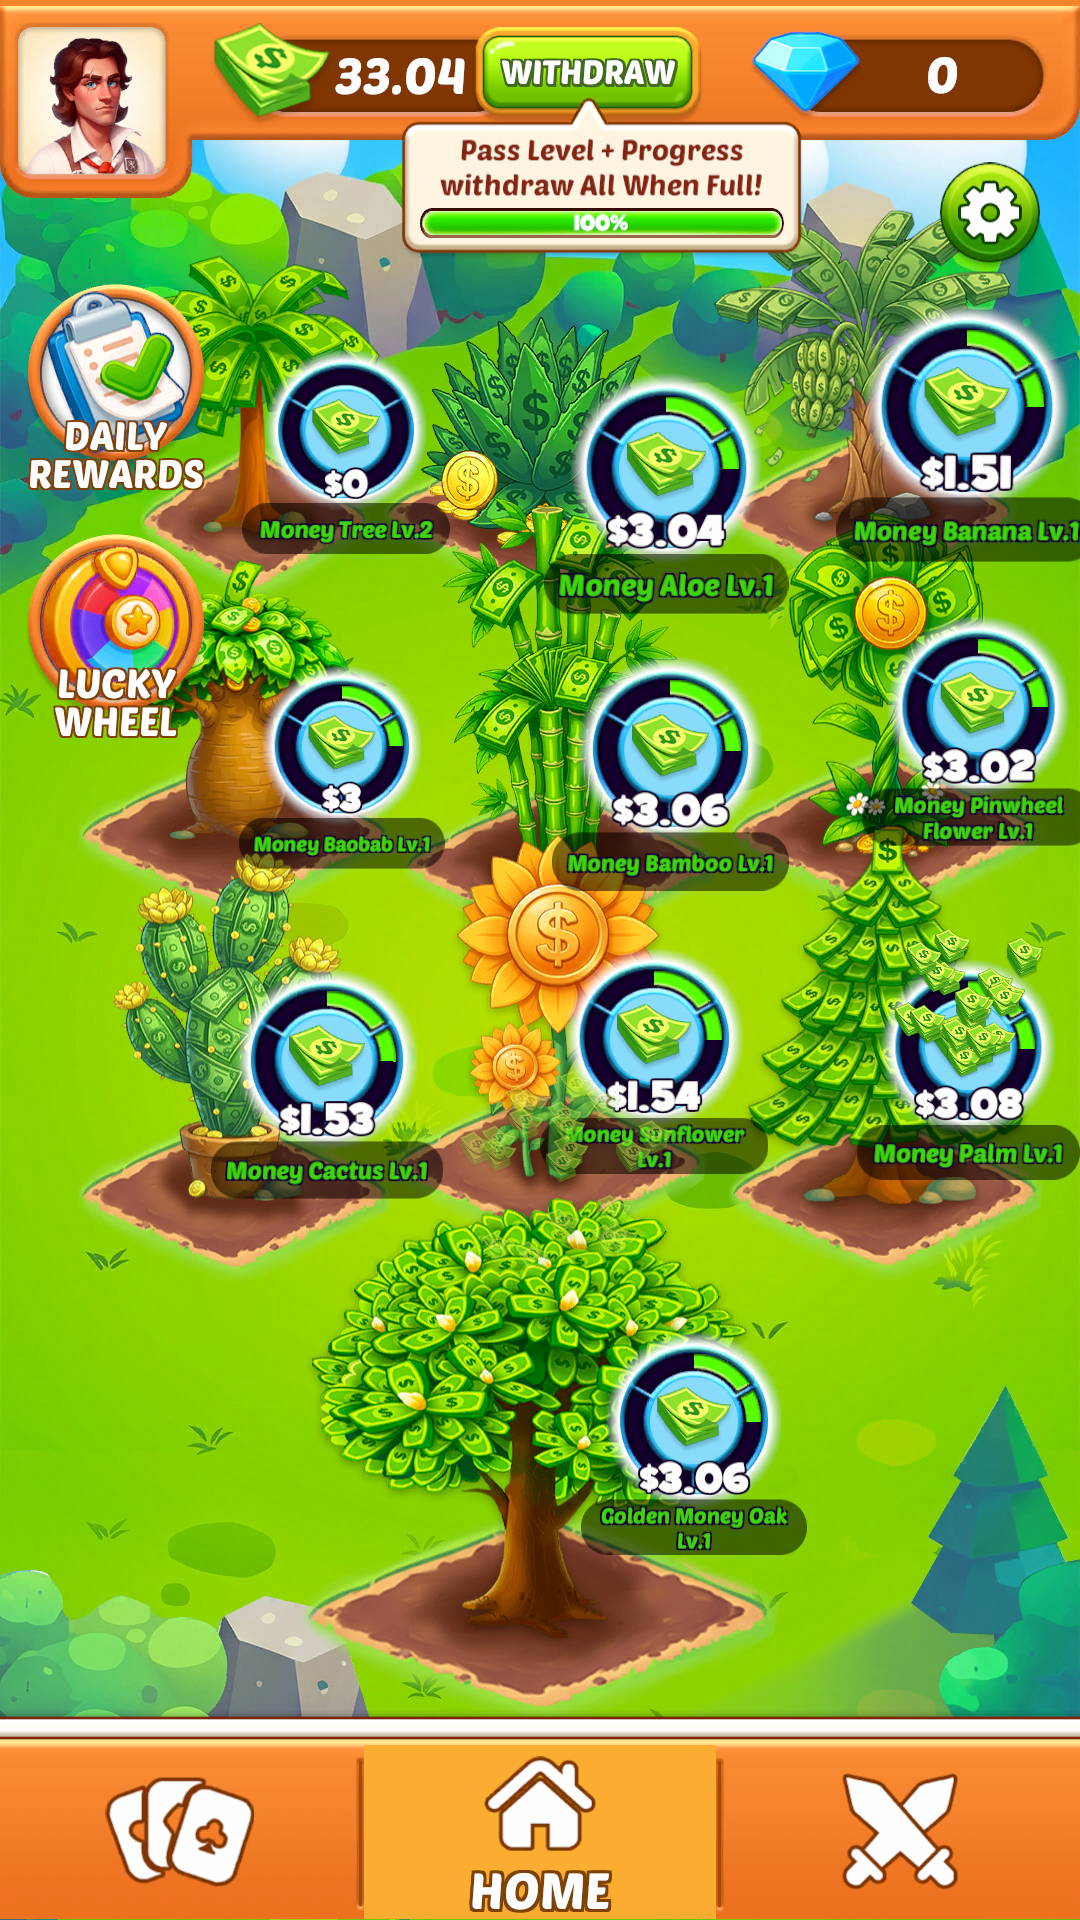 33.04
WITHDRAW
0
Pass Level + Progress
withdraw All When Full!
100%
DAILY
REWARDS
$0
Money Tree Lv.2
$3.04
Money Aloe Lv.1
$1.51
Money Banana Lv.1
LUCKY
WHEEL
$3
Money Baobab Lv.1
$3.06
Money Bamboo Lv.1
$3.02
Money Pinwheel
Flower Lv.1
$1.53
Money Cactus Lv.1
$1.54
Money Sunflower
Lv.1
$3.08
Money Palm Lv.1
$3.06
Golden Money Oak
Lv.1
HOME